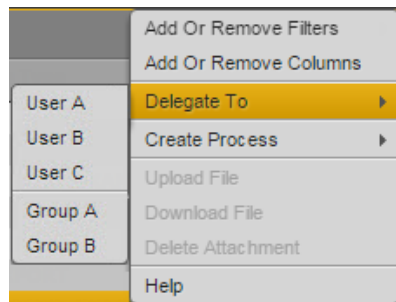 Add Or Remove Filters
Add Or Remove Columns
Delegate To
Create Process
Upload File
Download File
Delete Attachment
Help
User A
User B
User C
Group A
Group B